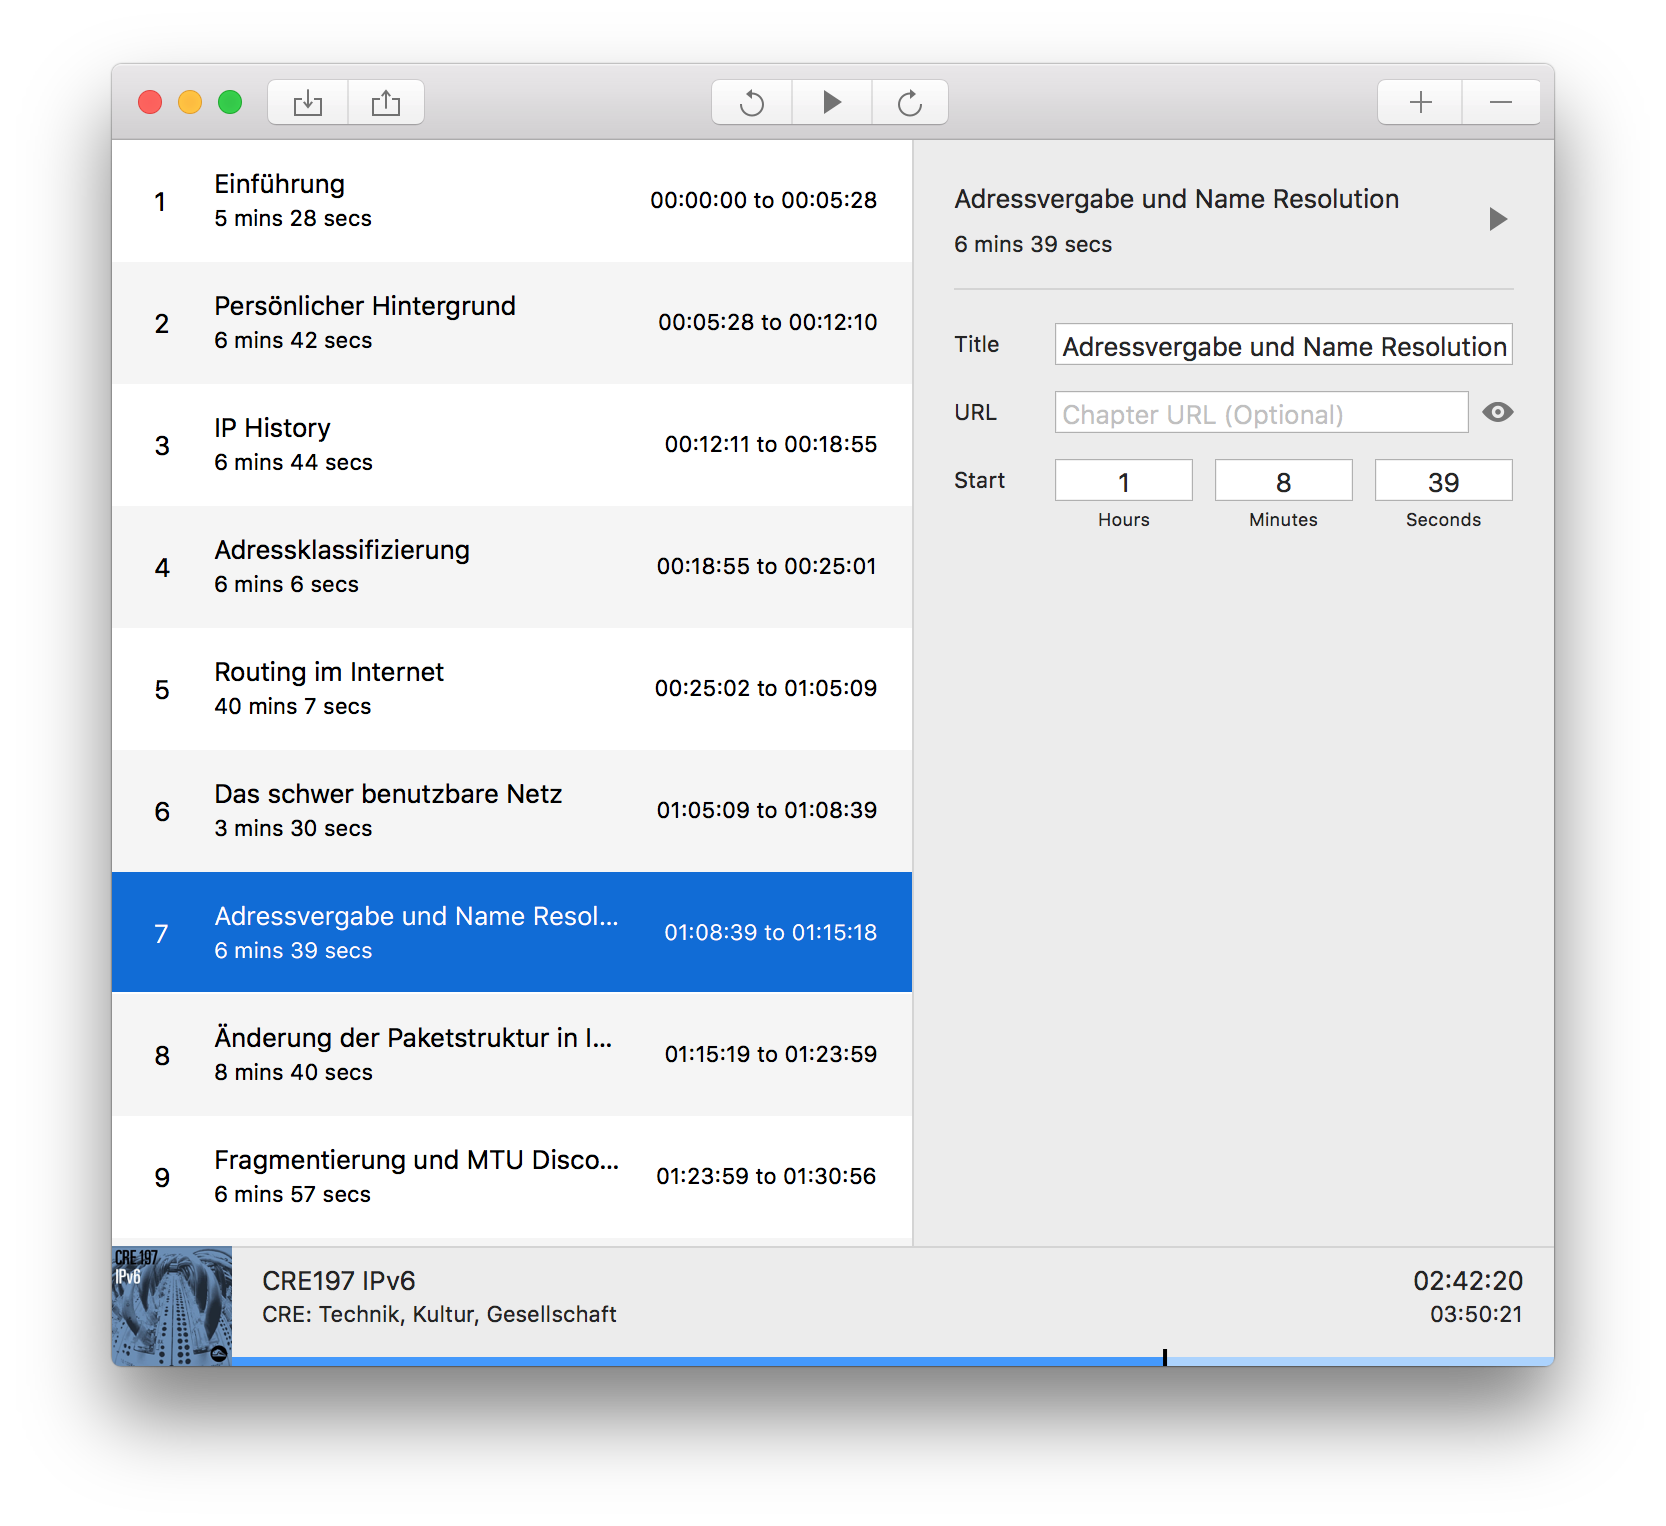 1
Einführung
5 mins 28 secs
00:00:00 to 00:05:28
2
Persönlicher Hintergrund
6 mins 42 secs
00:05:28 to 00:12:10
3
IP History
6 mins 44 secs
00:12:11 to 00:18:55
4
Adressklassifizierung
6 mins 6 secs
00:18:55 to 00:25:01
5
Routing im Internet
40 mins 7 secs
00:25:02 to 01:05:09
6
Das schwer benutzbare Netz
3 mins 30 secs
01:05:09 to 01:08:39
7
Adressvergabe und Name Resol...
6 mins 39 secs
01:08:39 to 01:15:18
8
Änderung der Paketstruktur in I...
8 mins 40 secs
01:15:19 to 01:23:59
9
Fragmentierung und MTU Disco...
6 mins 57 secs
01:23:59 to 01:30:56
Adressvergabe und Name Resolution
6 mins 39 secs
Title
Adressvergabe und Name Resolution
URL
Chapter URL (Optional)
Start
1
8
39
Hours
Minutes
Seconds
CRE 197
IPv6
CRE197 IPv6
CRE: Technik, Kultur, Gesellschaft
02:42:20
03:50:21